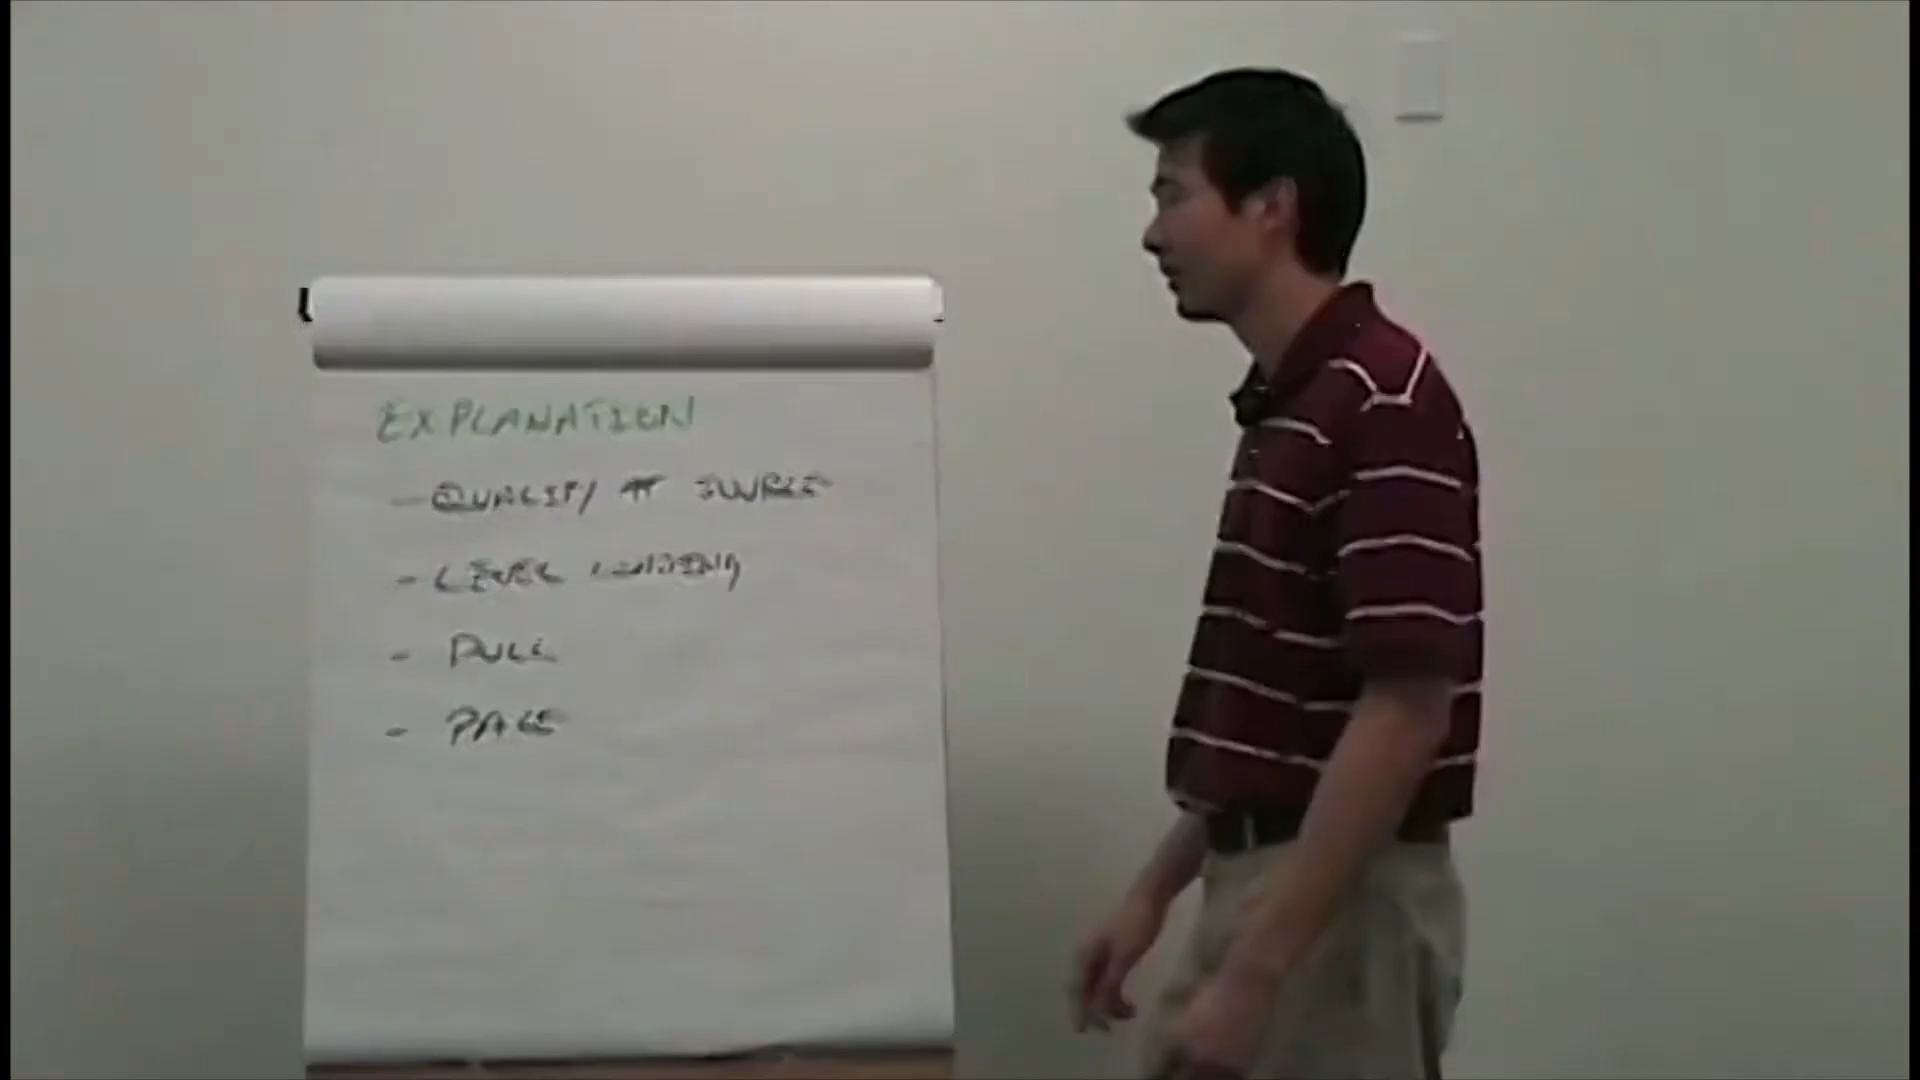 EXPLANATION
- QUALITY AT SOURCE
- LEVEL LOADING
- PULL
- PACE